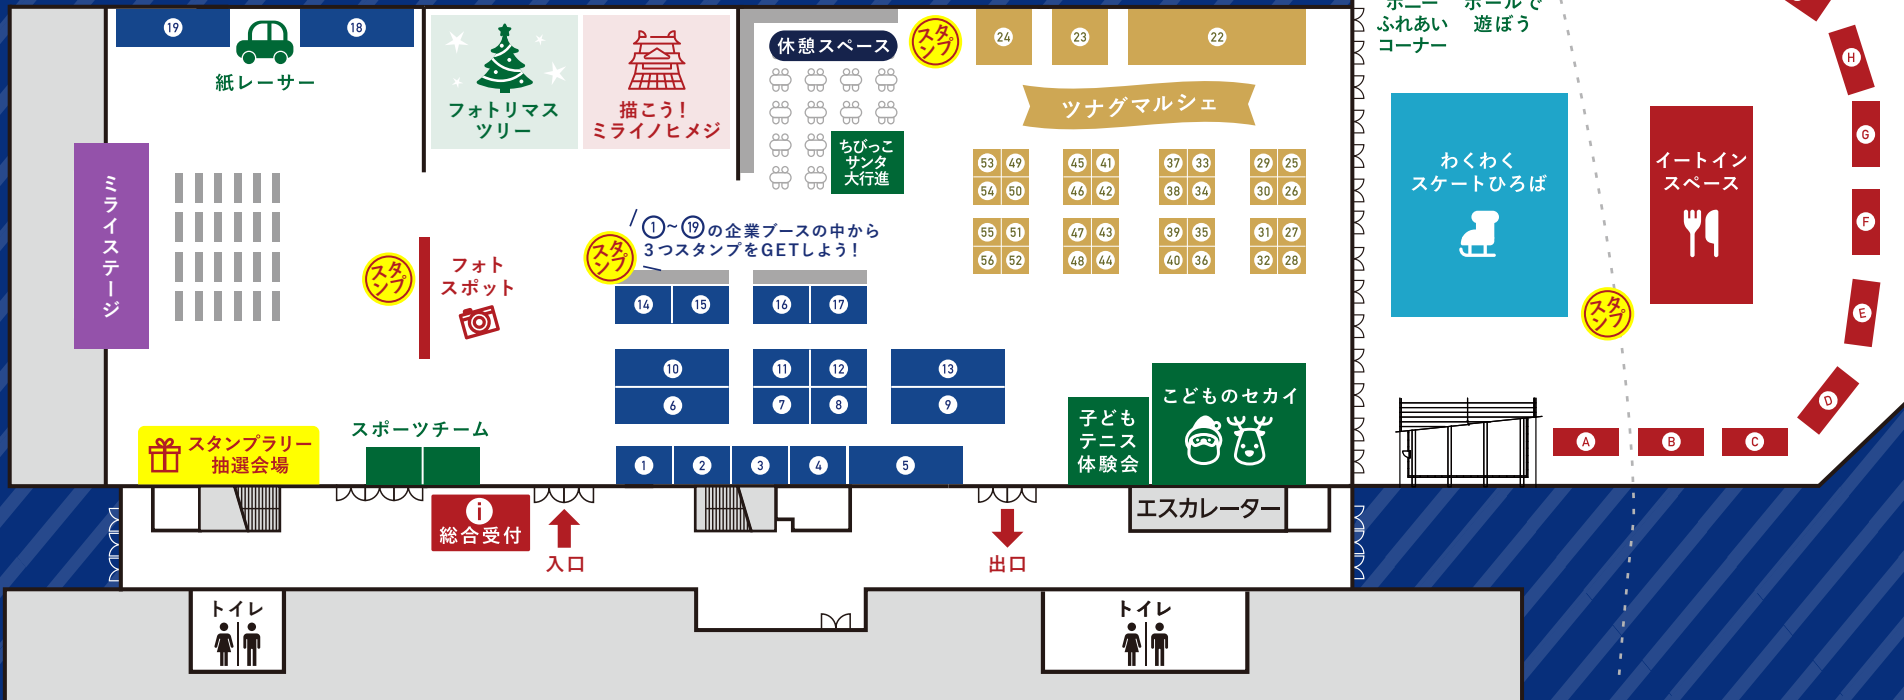 ポニー
ふれあい
コーナー
ボールで
遊ぼう
19
18
紙レーサー
フォトリマス
ツリー
描こう！
ミライノヒメジ
休憩スペース
スタ
ンプ
24
23
22
ツナグマルシェ
ちびっこ
サンタ
大行進
H
G
F
E
D
C
B
A
わくわく
スケートひろば
イートイン
スペース
スタ
ンプ
ミライステージ
53 49
54 50
55 51
56 52
45 41
46 42
47 43
48 44
37 33
38 34
39 35
40 36
29 25
30 26
31 27
32 28
1～19の企業ブースの中から
3つスタンプをGETしよう！
スタ
ンプ
スタ
ンプ
フォト
スポット
14 15
16 17
10
6
11 12
7 8
13
9
1 2 3 4 5
スポーツチーム
スタンプラリー
抽選会場
子ども
テニス
体験会
こどものセカイ
i
総合受付
入口
出口
エスカレーター
トイレ
トイレ